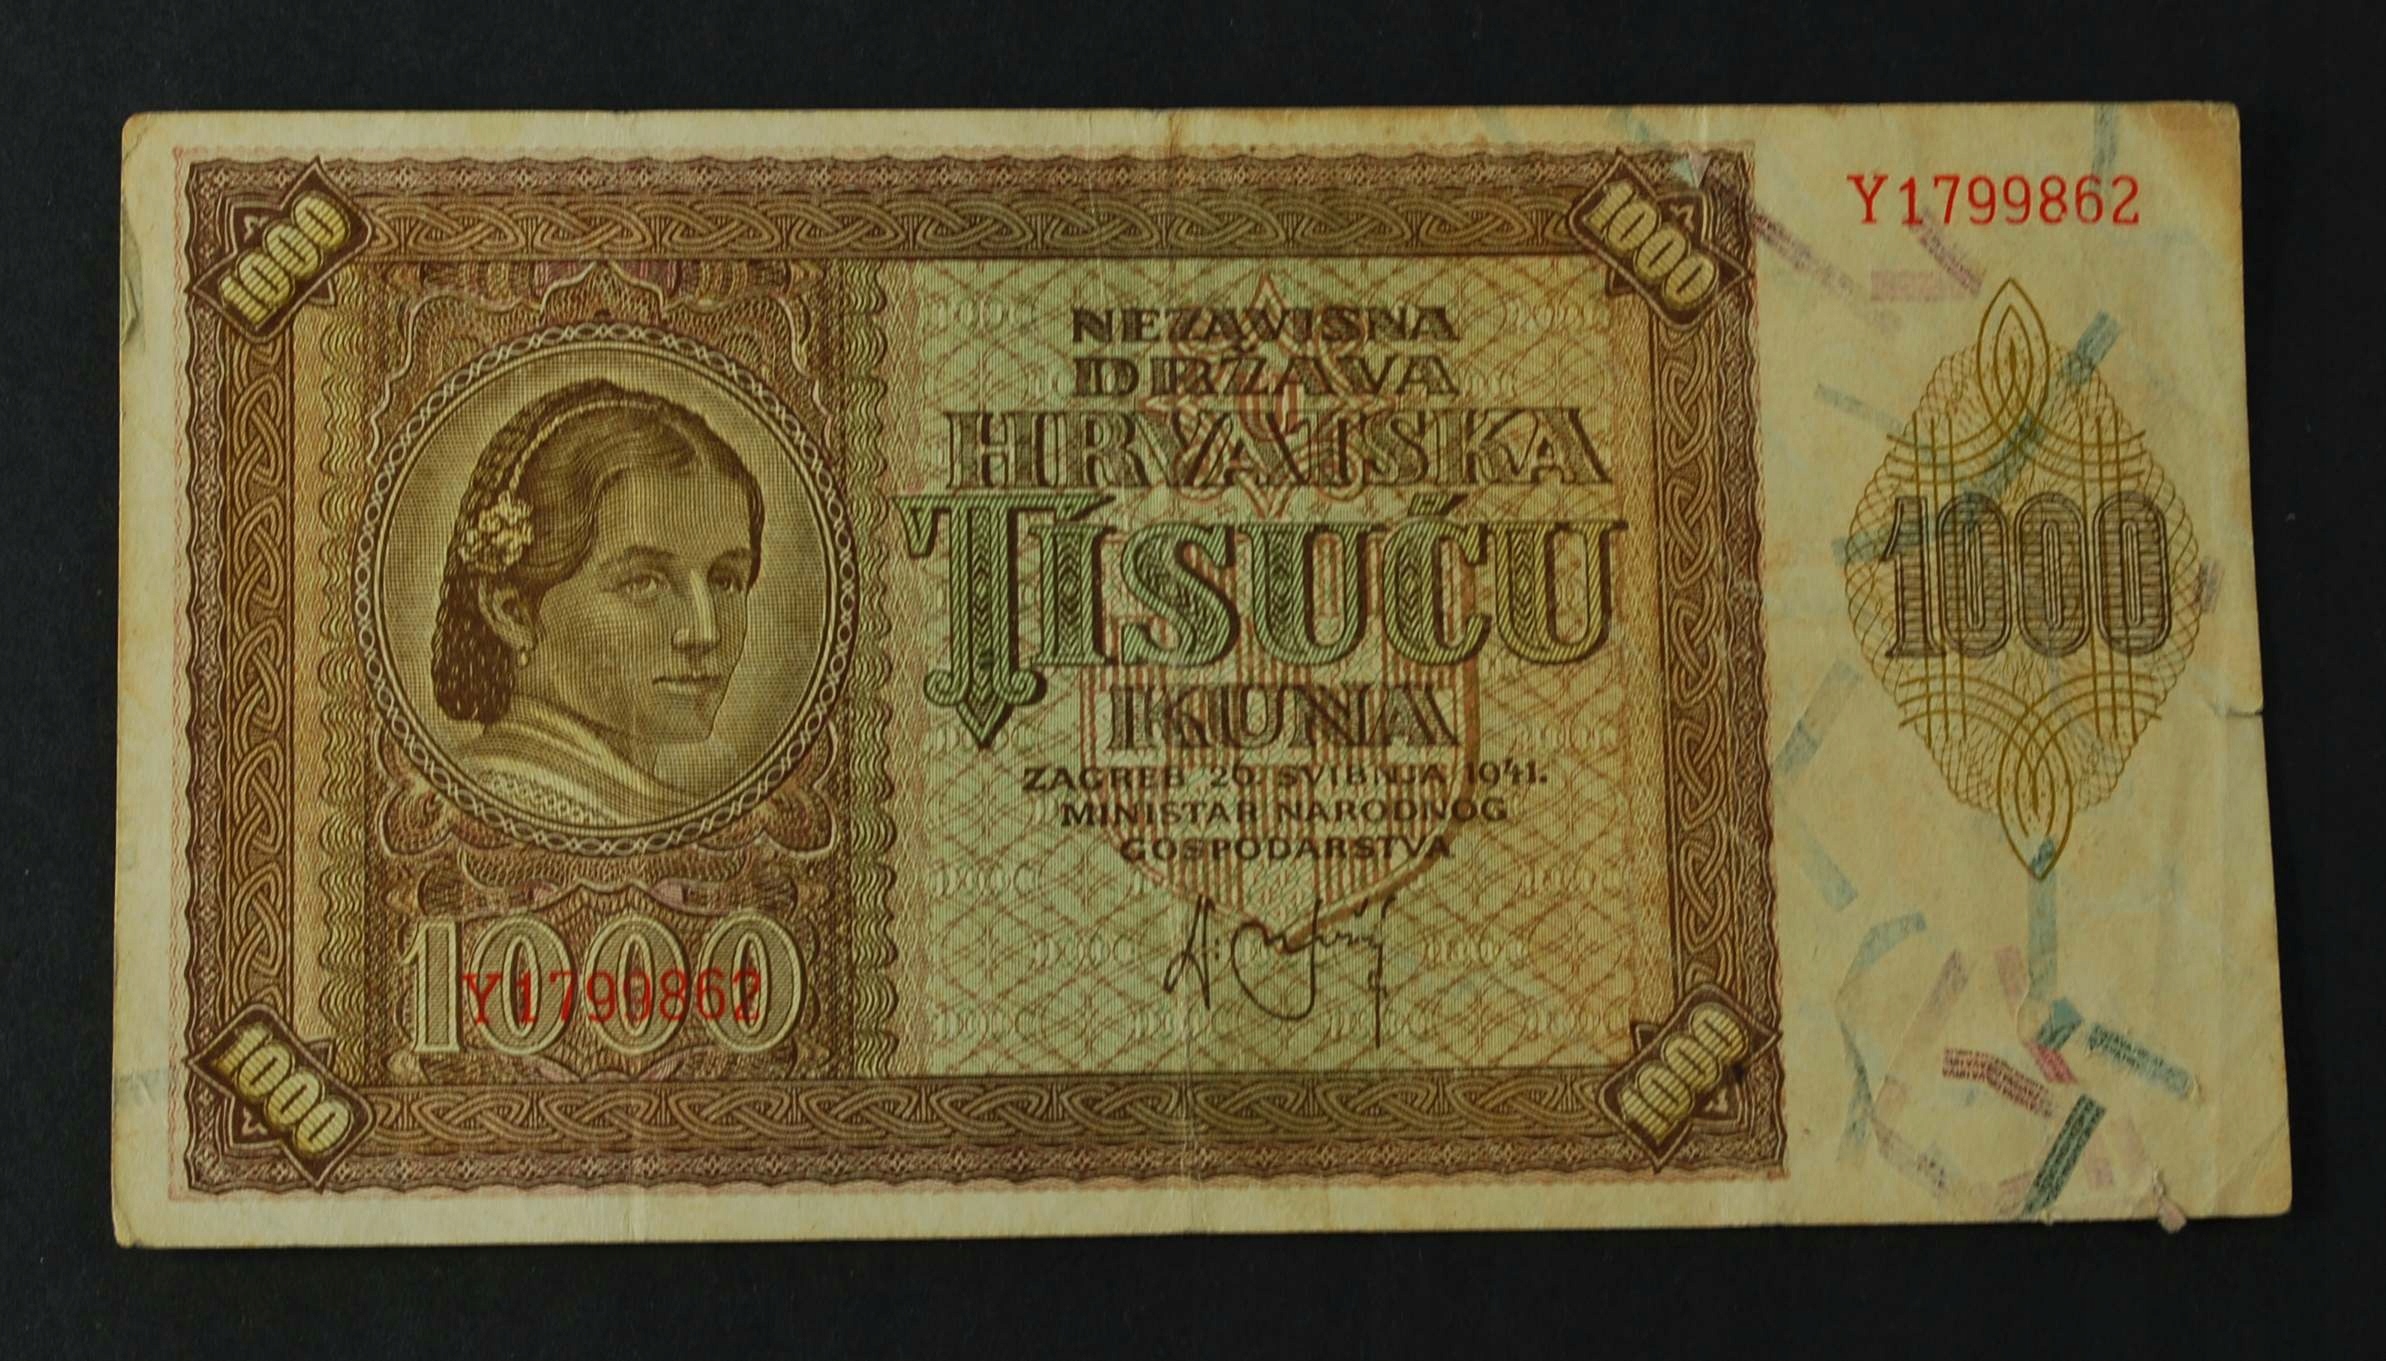 1000
1000
Y1799862
NEZAVISNA
DRŽAVA
HRVATSKA
TISUĆU
KUNA
1000
ZAGREB 26. SVIBNJA 1941.
MINISTAR NARODNOG
GOSPODARSTVA
1000
Y1799862
1000
1000